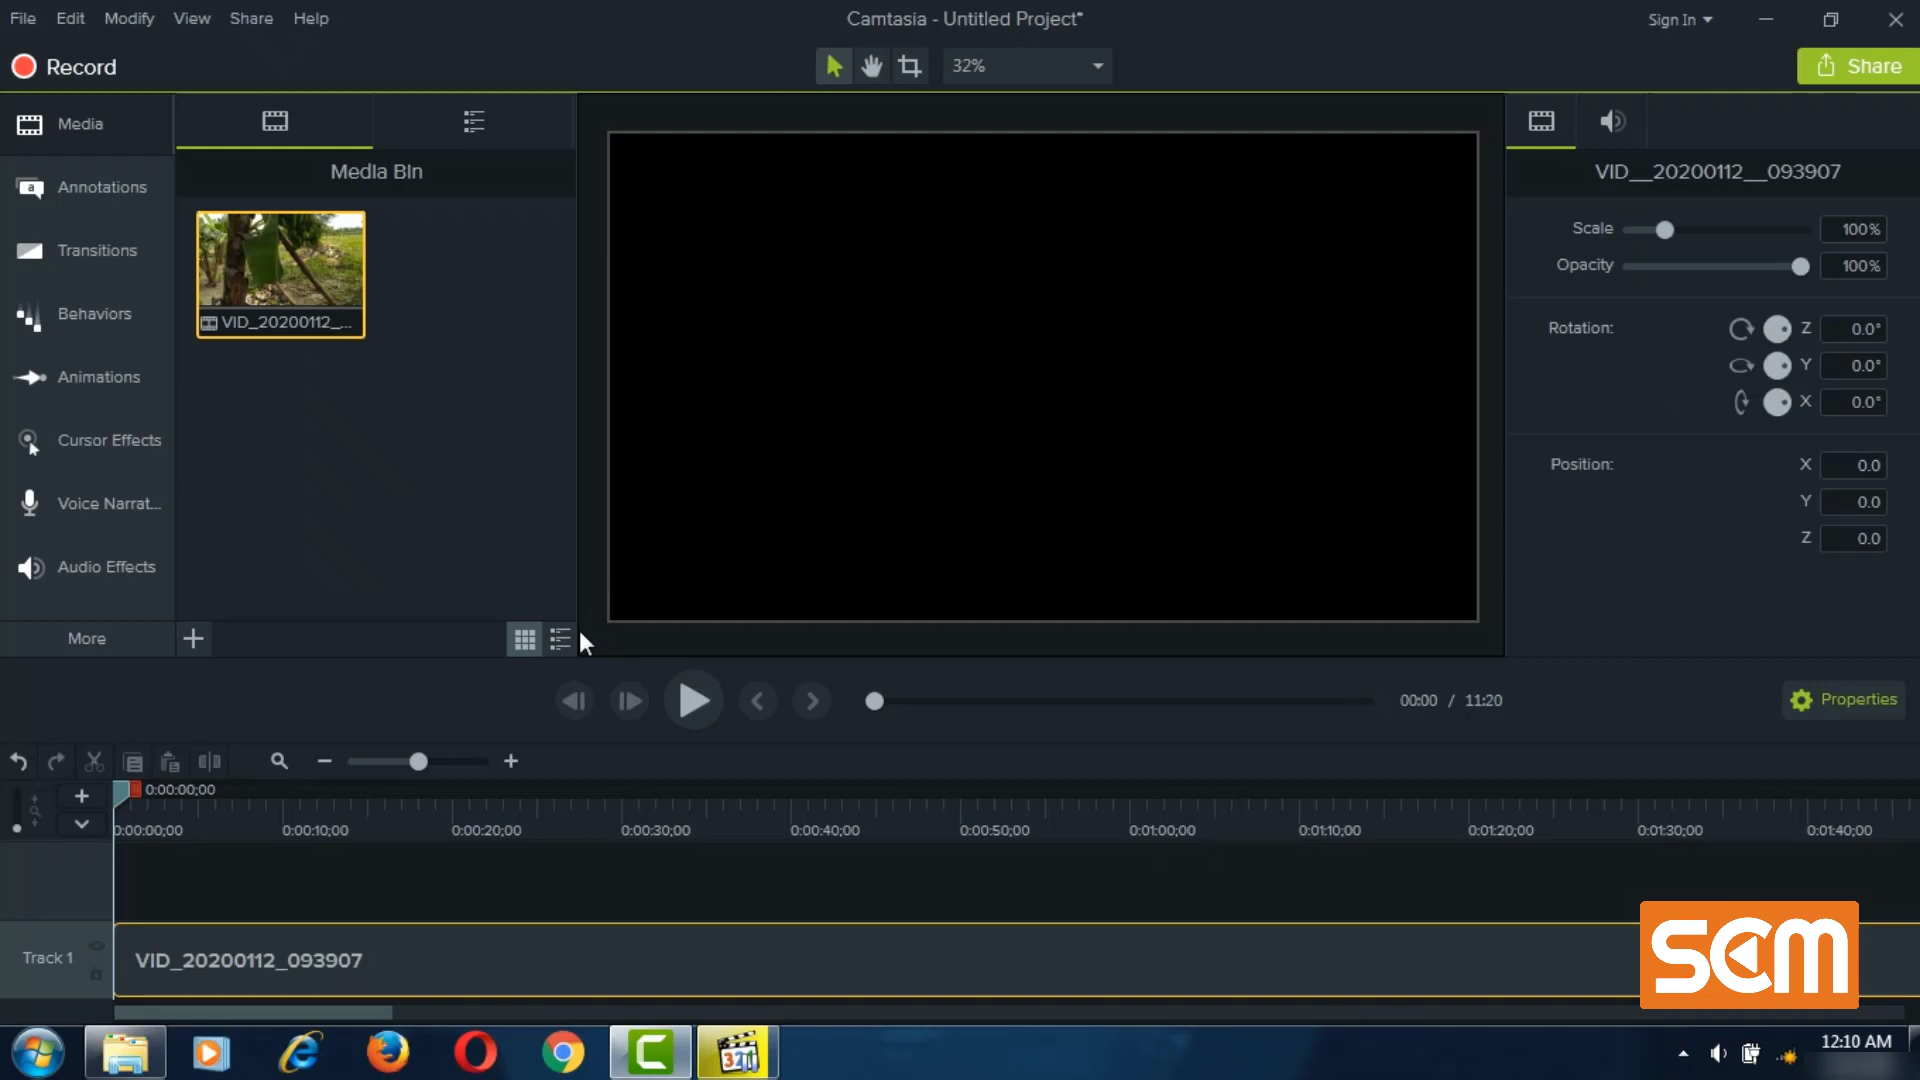 File Edit Modify View Share Help
Camtasia - Untitled Project*
Sign In
Record
32%
Share
Media
Annotations
Transitions
Behaviors
Animations
Cursor Effects
Voice Narrat...
Audio Effects
More
Media Bin
VID_20200112_...
VID__20200112__093907
Scale 100%
Opacity 100%
Rotation: Z 0.0°
Y 0.0°
X 0.0°
Position: X 0.0
Y 0.0
Z 0.0
00:00 / 11:20
Properties
0:00:00;00
0:00:00;00 0:00:10;00 0:00:20;00 0:00:30;00 0:00:40;00 0:00:50;00 0:01:00;00 0:01:10;00 0:01:20;00 0:01:30;00 0:01:40;00
Track 1
VID_20200112_093907
SCM
321
12:10 AM